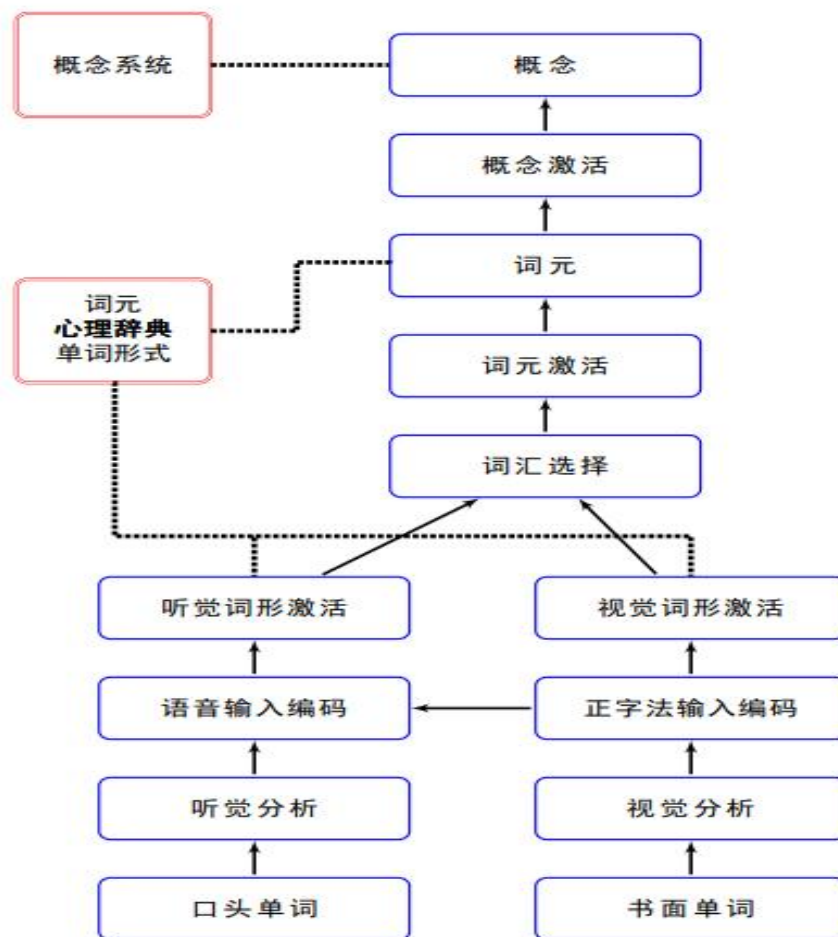 概念系统
概念
概念激活
词元
词元
心理辞典
单词形式
词元激活
词汇选择
听觉词形激活
视觉词形激活
语音输入编码
正字法输入编码
听觉分析
视觉分析
口头单词
书面单词